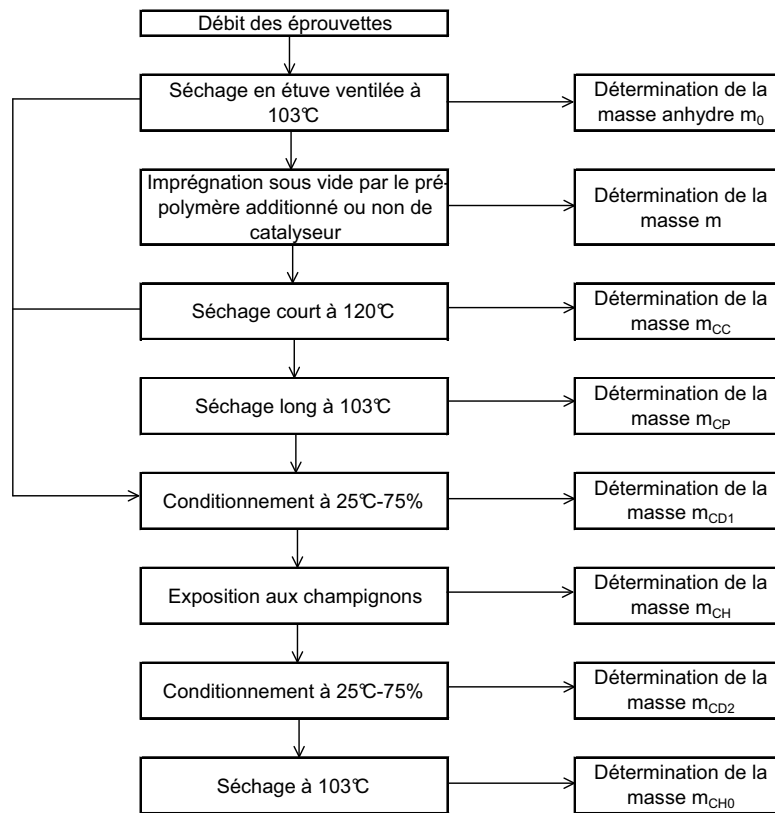 Débit des éprouvettes
Séchage en étuve ventilée à
103°C
Détermination de la
masse anhydre m0
Imprégnation sous vide par le pré-
polymère additionné ou non de
catalyseur
Détermination de la
masse m
Séchage court à 120°C
Détermination de la
masse mCC
Séchage long à 103°C
Détermination de la
masse mCP
Conditionnement à 25°C-75%
Détermination de la
masse mCD1
Exposition aux champignons
Détermination de la
masse mCH
Conditionnement à 25°C-75%
Détermination de la
masse mCD2
Séchage à 103°C
Détermination de la
masse mCH0